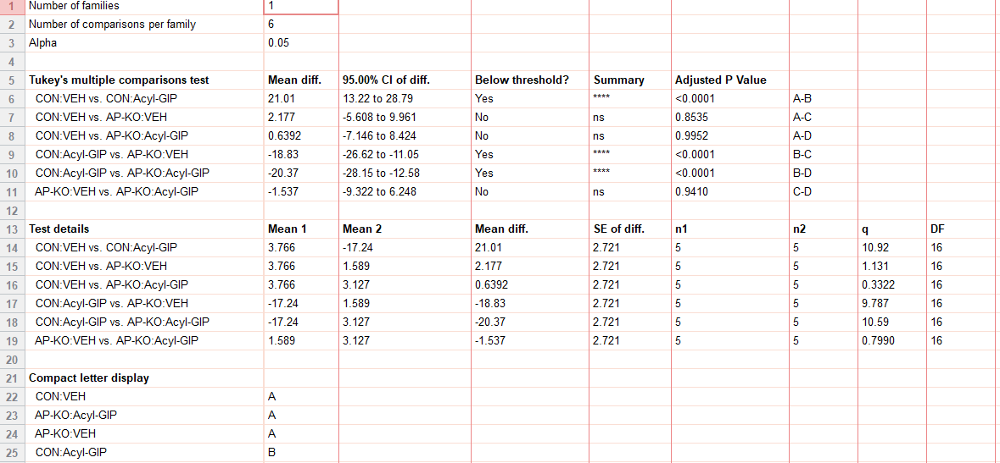 1 Number of families 1
2 Number of comparisons per family 6
3 Alpha 0.05
4
5 Tukey's multiple comparisons test Mean diff. 95.00% CI of diff. Below threshold? Summary Adjusted P Value
6 CON:VEH vs. CON:Acyl-GIP 21.01 13.22 to 28.79 Yes **** <0.0001 A-B
7 CON:VEH vs. AP-KO:VEH 2.177 -5.608 to 9.961 No ns 0.8535 A-C
8 CON:VEH vs. AP-KO:Acyl-GIP 0.6392 -7.146 to 8.424 No ns 0.9952 A-D
9 CON:Acyl-GIP vs. AP-KO:VEH -18.83 -26.62 to -11.05 Yes **** <0.0001 B-C
10 CON:Acyl-GIP vs. AP-KO:Acyl-GIP -20.37 -28.15 to -12.58 Yes **** <0.0001 B-D
11 AP-KO:VEH vs. AP-KO:Acyl-GIP -1.537 -9.322 to 6.248 No ns 0.9410 C-D
12
13 Test details Mean 1 Mean 2 Mean diff. SE of diff. n1 n2 q DF
14 CON:VEH vs. CON:Acyl-GIP 3.766 -17.24 21.01 2.721 5 5 10.92 16
15 CON:VEH vs. AP-KO:VEH 3.766 1.589 2.177 2.721 5 5 1.131 16
16 CON:VEH vs. AP-KO:Acyl-GIP 3.766 3.127 0.6392 2.721 5 5 0.3322 16
17 CON:Acyl-GIP vs. AP-KO:VEH -17.24 1.589 -18.83 2.721 5 5 9.787 16
18 CON:Acyl-GIP vs. AP-KO:Acyl-GIP -17.24 3.127 -20.37 2.721 5 5 10.59 16
19 AP-KO:VEH vs. AP-KO:Acyl-GIP 1.589 3.127 -1.537 2.721 5 5 0.7990 16
20
21 Compact letter display
22 CON:VEH A
23 AP-KO:Acyl-GIP A
24 AP-KO:VEH A
25 CON:Acyl-GIP B